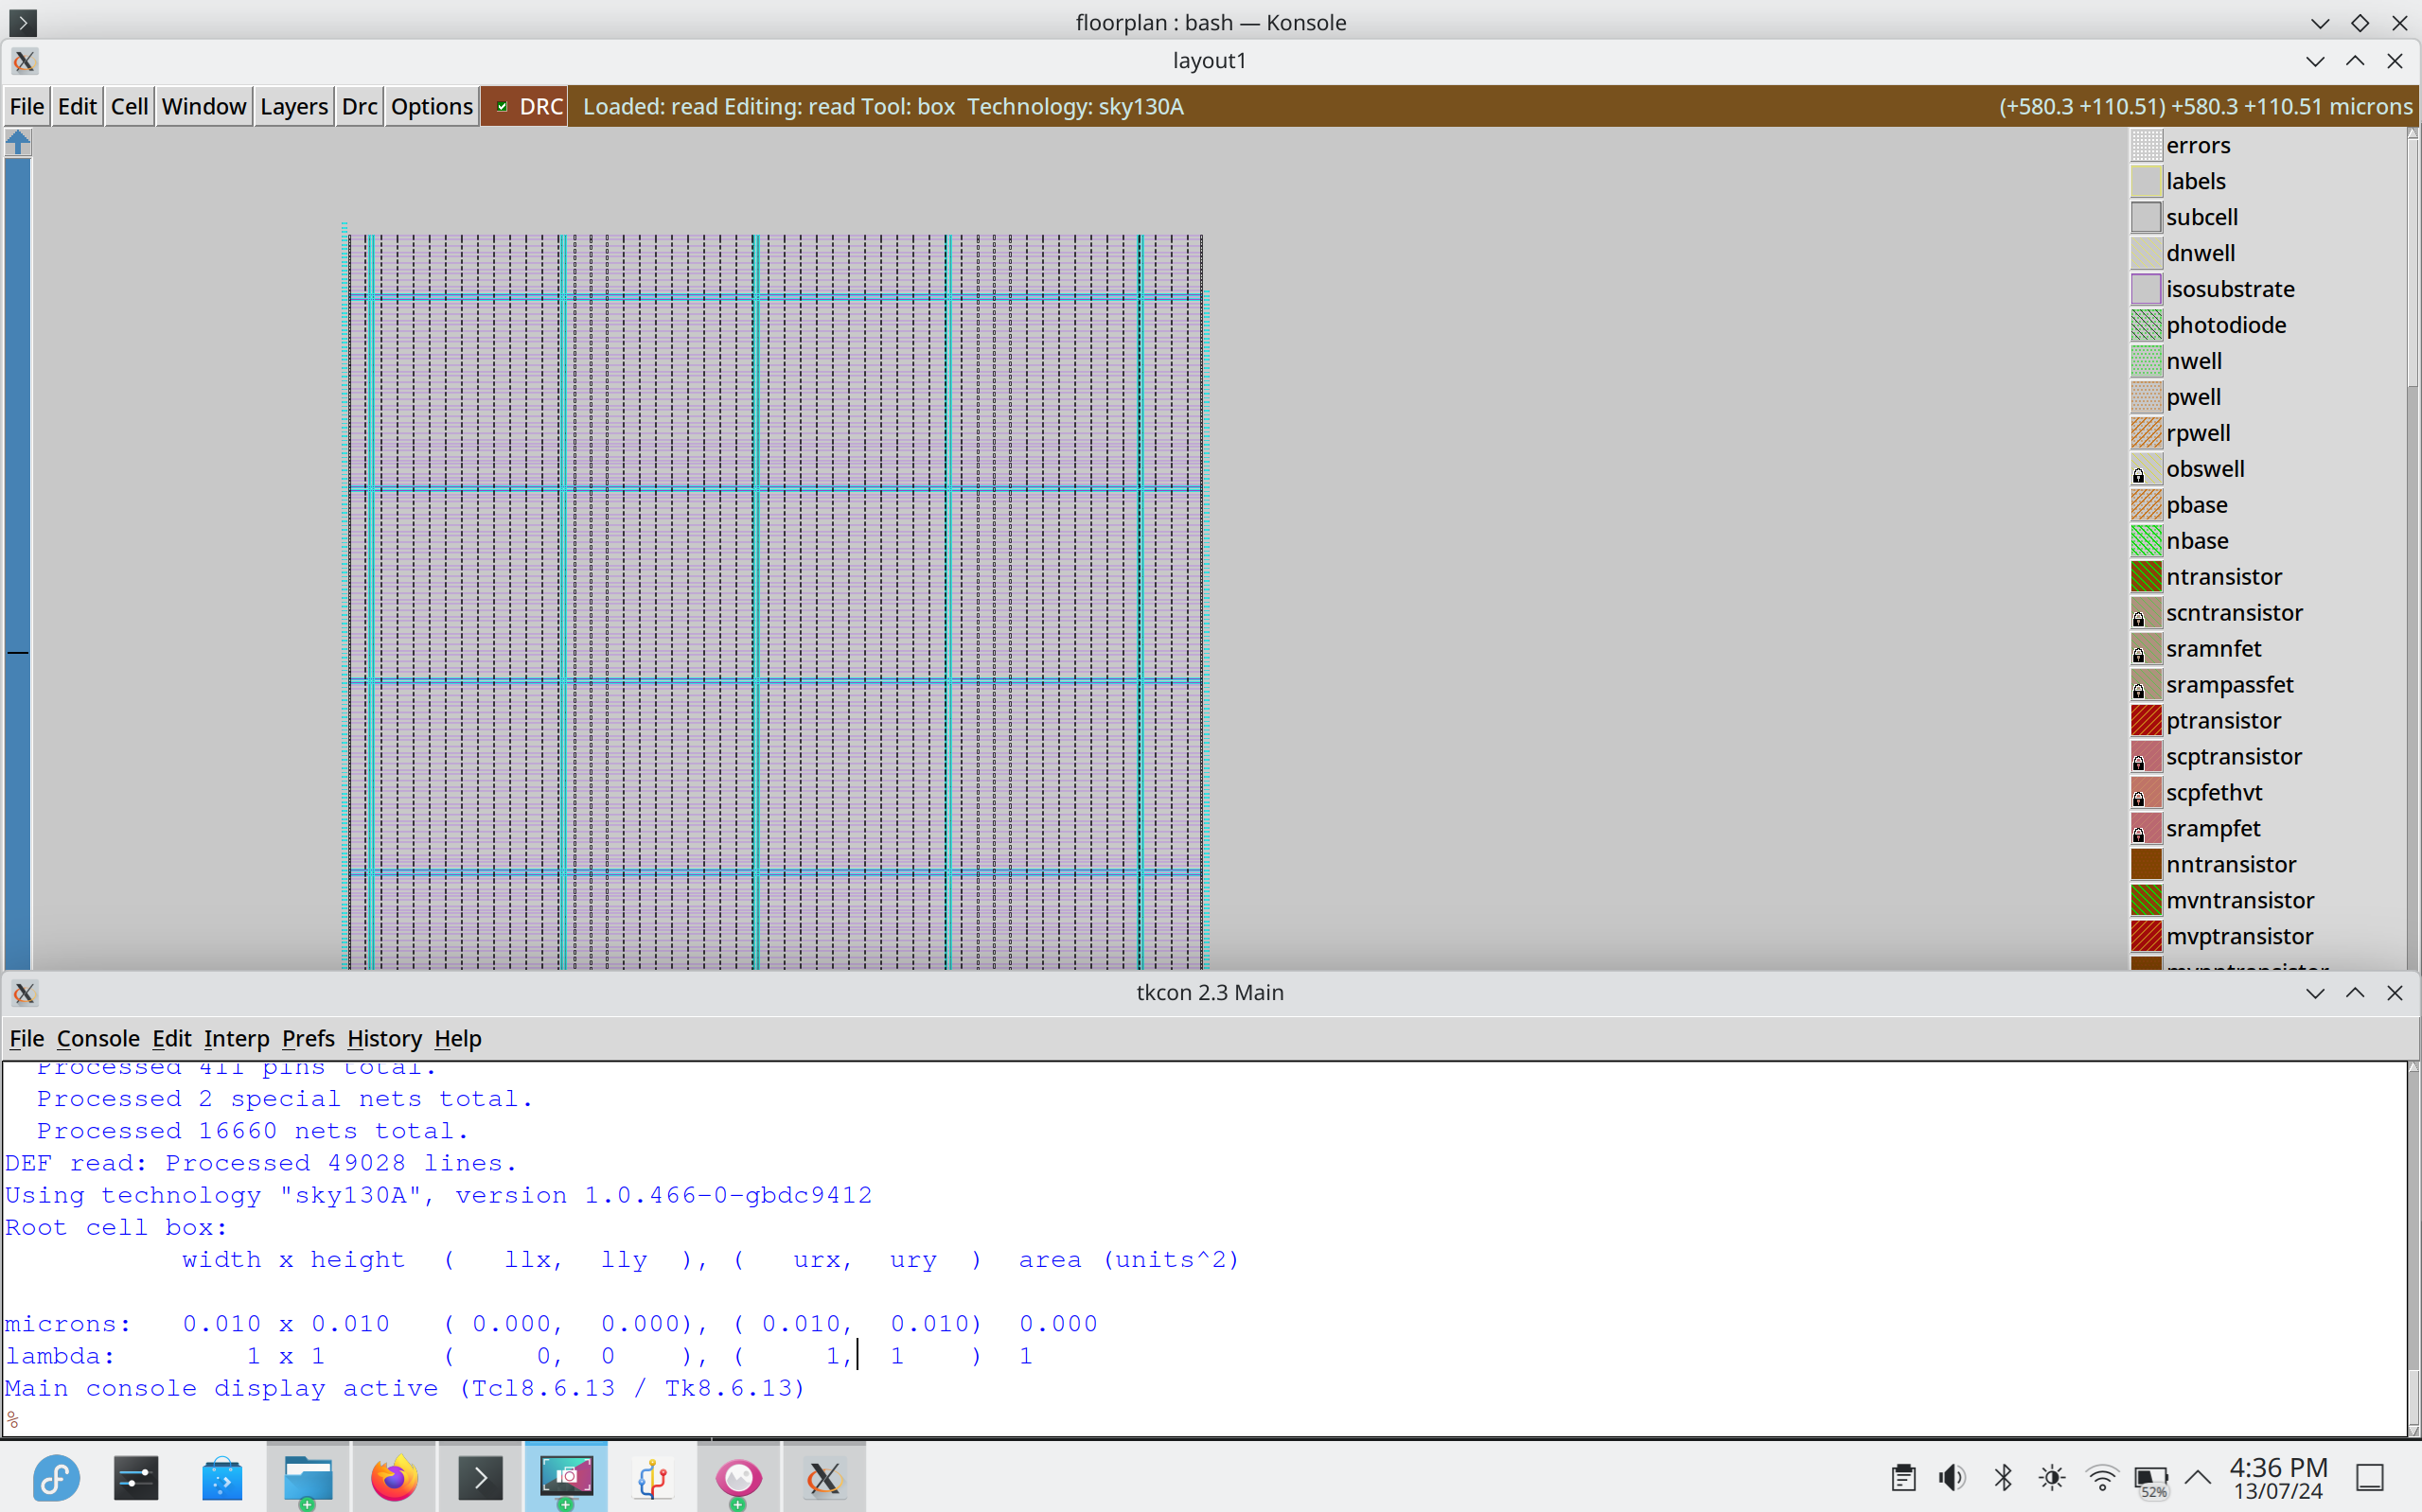 floorplan : bash — Konsole
layout1
File Edit Cell Window Layers Drc Options DRC Loaded: read Editing: read Tool: box Technology: sky130A (+580.3 +110.51) +580.3 +110.51 microns
errors
labels
subcell
dnwell
isosubstrate
photodiode
nwell
pwell
rpwell
obswell
pbase
nbase
ntransistor
scntransistor
sramnfet
srampassfet
ptransistor
scptransistor
scpfethvt
srampfet
nntransistor
mvntransistor
mvptransistor
tkcon 2.3 Main
File Console Edit Interp Prefs History Help
Processed 411 pins total.
Processed 2 special nets total.
Processed 16660 nets total.
DEF read: Processed 49028 lines.
Using technology "sky130A", version 1.0.466-0-gbdc9412
Root cell box:
width x height ( llx, lly ), ( urx, ury ) area (units^2)
microns: 0.010 x 0.010 ( 0.000, 0.000), ( 0.010, 0.010) 0.000
lambda: 1 x 1 ( 0, 0 ), ( 1, 1 ) 1
Main console display active (Tcl8.6.13 / Tk8.6.13)
%
52%
4:36 PM
13/07/24